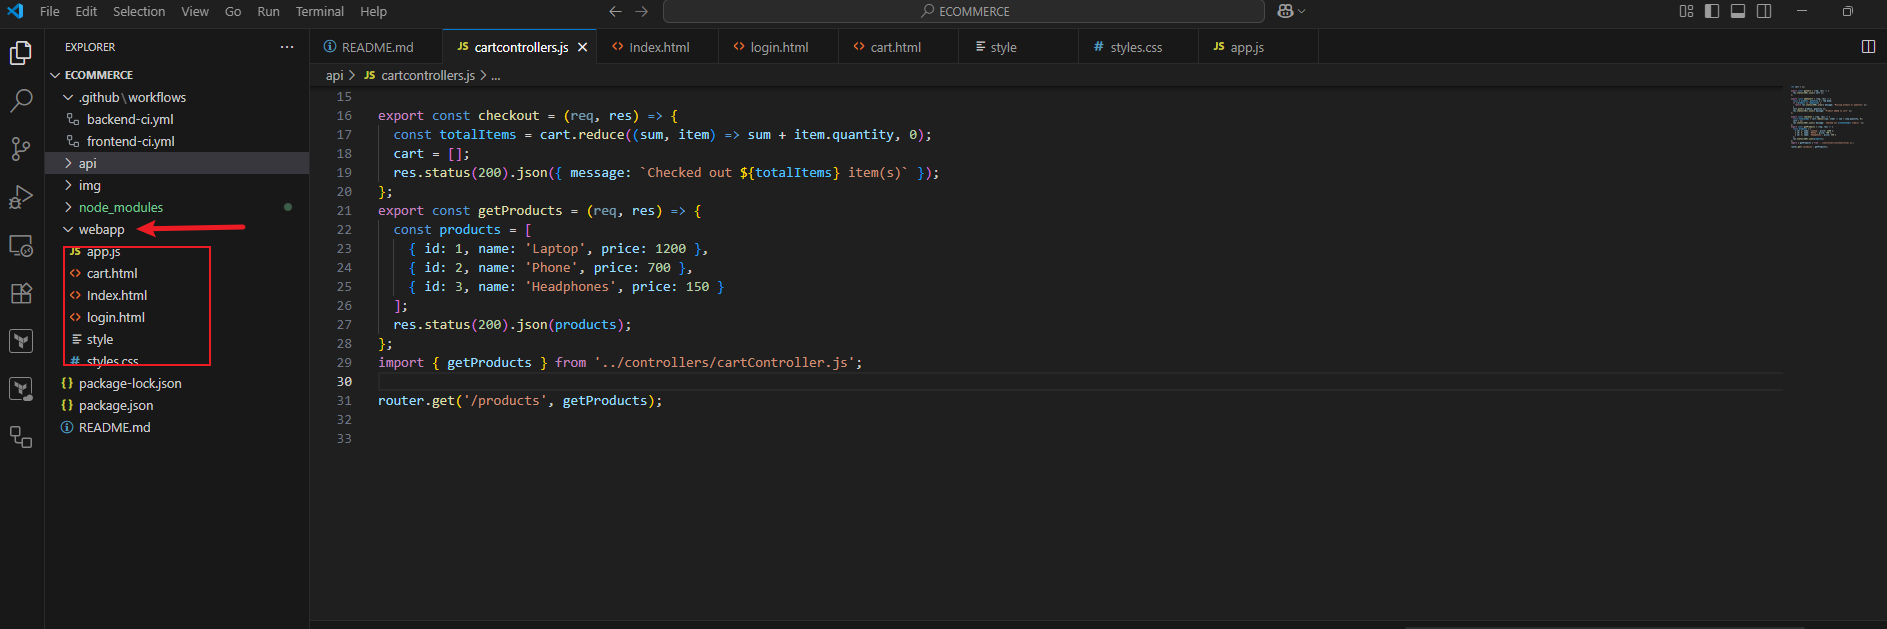 File Edit Selection View Go Run Terminal Help
ECOMMERCE
EXPLORER
ECOMMERCE
.github\workflows
backend-ci.yml
frontend-ci.yml
api
img
node_modules
webapp
JS app.js
<> cart.html
<> Index.html
<> login.html
style
# styles.css
{} package-lock.json
{} package.json
README.md
README.md JS cartcontrollers.js <> Index.html <> login.html <> cart.html style # styles.css JS app.js
api > JS cartcontrollers.js > ...
15
16 export const checkout = (req, res) => {
17 const totalItems = cart.reduce((sum, item) => sum + item.quantity, 0);
18 cart = [];
19 res.status(200).json({ message: `Checked out ${totalItems} item(s)` });
20 };
21 export const getProducts = (req, res) => {
22 const products = [
23 { id: 1, name: 'Laptop', price: 1200 },
24 { id: 2, name: 'Phone', price: 700 },
25 { id: 3, name: 'Headphones', price: 150 }
26 ];
27 res.status(200).json(products);
28 };
29 import { getProducts } from '../controllers/cartController.js';
30
31 router.get('/products', getProducts);
32
33